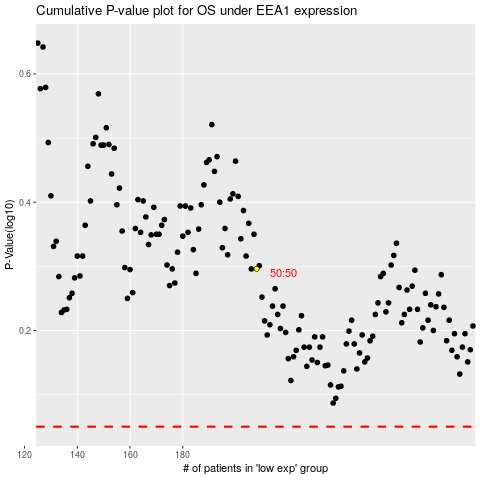 Cumulative P-value plot for OS under EEA1 expression
P-Value(log10)
0.6
0.4
0.2
50:50
120 140 160 180
# of patients in 'low exp' group